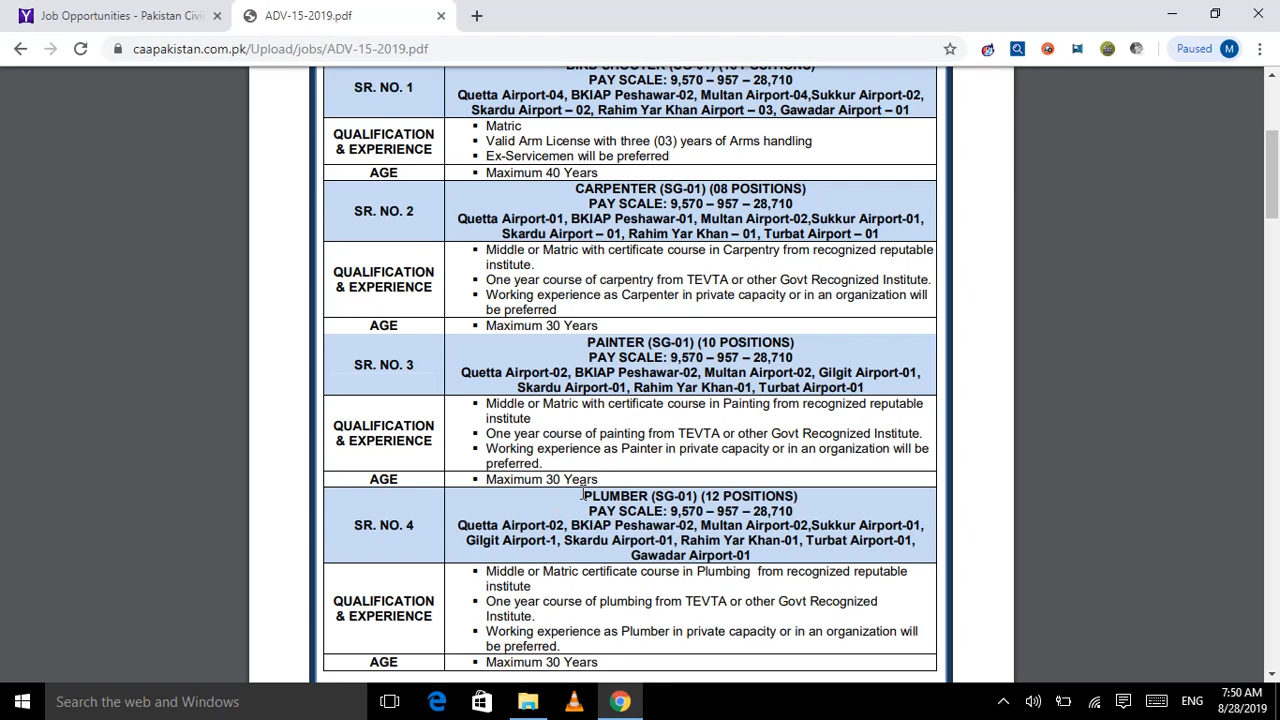 Job Opportunities - Pakistan Civi
ADV-15-2019.pdf
caapakistan.com.pk/Upload/jobs/ADV-15-2019.pdf
Paused
M
SR. NO. 1
BIRD SHOOTER (SG-01)
PAY SCALE: 9,570 – 957 – 28,710
Quetta Airport-04, BKIAP Peshawar-02, Multan Airport-04,Sukkur Airport-02,
Skardu Airport – 02, Rahim Yar Khan Airport – 03, Gawadar Airport – 01
QUALIFICATION
& EXPERIENCE
▪ Matric
▪ Valid Arm License with three (03) years of Arms handling
▪ Ex-Servicemen will be preferred
AGE
▪ Maximum 40 Years
SR. NO. 2
CARPENTER (SG-01) (08 POSITIONS)
PAY SCALE: 9,570 – 957 – 28,710
Quetta Airport-01, BKIAP Peshawar-01, Multan Airport-02,Sukkur Airport-01,
Skardu Airport – 01, Rahim Yar Khan – 01, Turbat Airport – 01
QUALIFICATION
& EXPERIENCE
▪ Middle or Matric with certificate course in Carpentry from recognized reputable
institute.
▪ One year course of carpentry from TEVTA or other Govt Recognized Institute.
▪ Working experience as Carpenter in private capacity or in an organization will
be preferred
AGE
▪ Maximum 30 Years
SR. NO. 3
PAINTER (SG-01) (10 POSITIONS)
PAY SCALE: 9,570 – 957 – 28,710
Quetta Airport-02, BKIAP Peshawar-02, Multan Airport-02, Gilgit Airport-01,
Skardu Airport-01, Rahim Yar Khan-01, Turbat Airport-01
QUALIFICATION
& EXPERIENCE
▪ Middle or Matric with certificate course in Painting from recognized reputable
institute
▪ One year course of painting from TEVTA or other Govt Recognized Institute.
▪ Working experience as Painter in private capacity or in an organization will be
preferred.
AGE
▪ Maximum 30 Years
SR. NO. 4
PLUMBER (SG-01) (12 POSITIONS)
PAY SCALE: 9,570 – 957 – 28,710
Quetta Airport-02, BKIAP Peshawar-02, Multan Airport-02,Sukkur Airport-01,
Gilgit Airport-1, Skardu Airport-01, Rahim Yar Khan-01, Turbat Airport-01,
Gawadar Airport-01
QUALIFICATION
& EXPERIENCE
▪ Middle or Matric certificate course in Plumbing from recognized reputable
institute
▪ One year course of plumbing from TEVTA or other Govt Recognized
Institute.
▪ Working experience as Plumber in private capacity or in an organization will
be preferred.
AGE
▪ Maximum 30 Years
Search the web and Windows
ENG
7:50 AM
8/28/2019